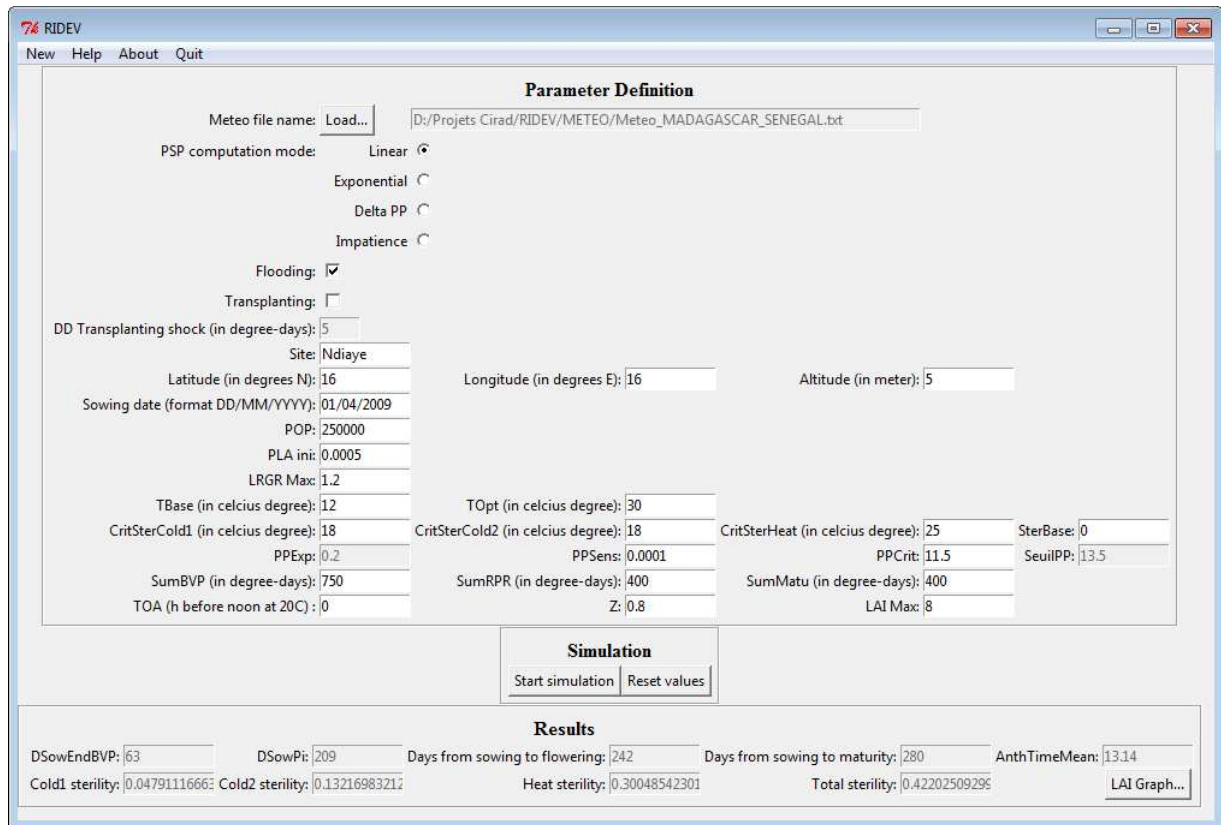 RIDEV
New Help About Quit
Parameter Definition
Meteo file name: Load... D:/Projets Cirad/RIDEV/METEO/Meteo_MADAGASCAR_SENEGAL.txt
PSP computation mode: Linear
Exponential
Delta PP
Impatience
Flooding:
Transplanting:
DD Transplanting shock (in degree-days): 5
Site: Ndiaye
Latitude (in degrees N): 16 Longitude (in degrees E): 16 Altitude (in meter): 5
Sowing date (format DD/MM/YYYY): 01/04/2009
POP: 250000
PLA ini: 0.0005
LRGR Max: 1.2
TBase (in celcius degree): 12 TOpt (in celcius degree): 30
CritSterCold1 (in celcius degree): 18 CritSterCold2 (in celcius degree): 18 CritSterHeat (in celcius degree): 25 SterBase: 0
PPExp: 0.2 PPSens: 0.0001 PPCrit: 11.5 SeuilPP: 13.5
SumBVP (in degree-days): 750 SumRPR (in degree-days): 400 SumMatu (in degree-days): 400
TOA (h before noon at 20C) : 0 Z: 0.8 LAI Max: 8
Simulation
Start simulation Reset values
Results
DSowEndBVP: 63 DSowPi: 209 Days from sowing to flowering: 242 Days from sowing to maturity: 280 AnthTimeMean: 13.14
Cold1 sterility: 0.04791116663 Cold2 sterility: 0.13216983212 Heat sterility: 0.30048542301 Total sterility: 0.42202509299 LAI Graph...